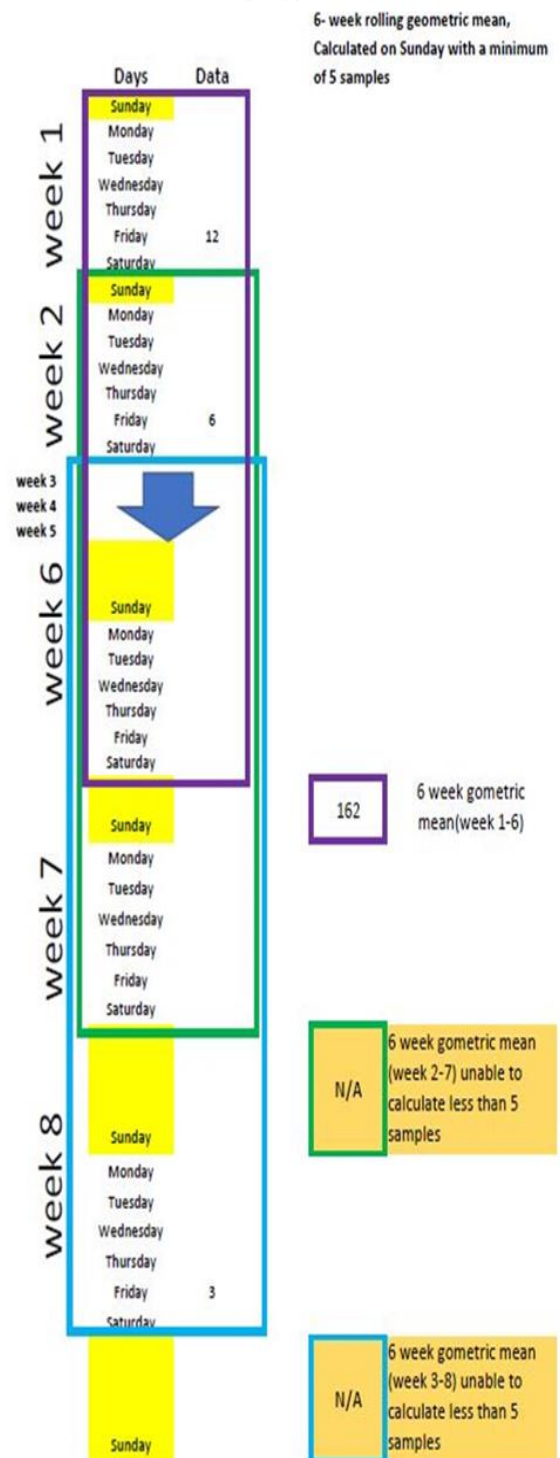 6- week rolling geometric mean,
Calculated on Sunday with a minimum
of 5 samples
Days Data
week 1
Sunday
Monday
Tuesday
Wednesday
Thursday
Friday 12
Saturday
week 2
Sunday
Monday
Tuesday
Wednesday
Thursday
Friday 6
Saturday
week 3
week 4
week 5
week 6
Sunday
Monday
Tuesday
Wednesday
Thursday
Friday
Saturday
162
6 week gometric
mean(week 1-6)
week 7
Sunday
Monday
Tuesday
Wednesday
Thursday
Friday
Saturday
N/A
6 week gometric mean
(week 2-7) unable to
calculate less than 5
samples
week 8
Sunday
Monday
Tuesday
Wednesday
Thursday
Friday 3
Saturday
N/A
6 week gometric mean
(week 3-8) unable to
calculate less than 5
samples
Sunday